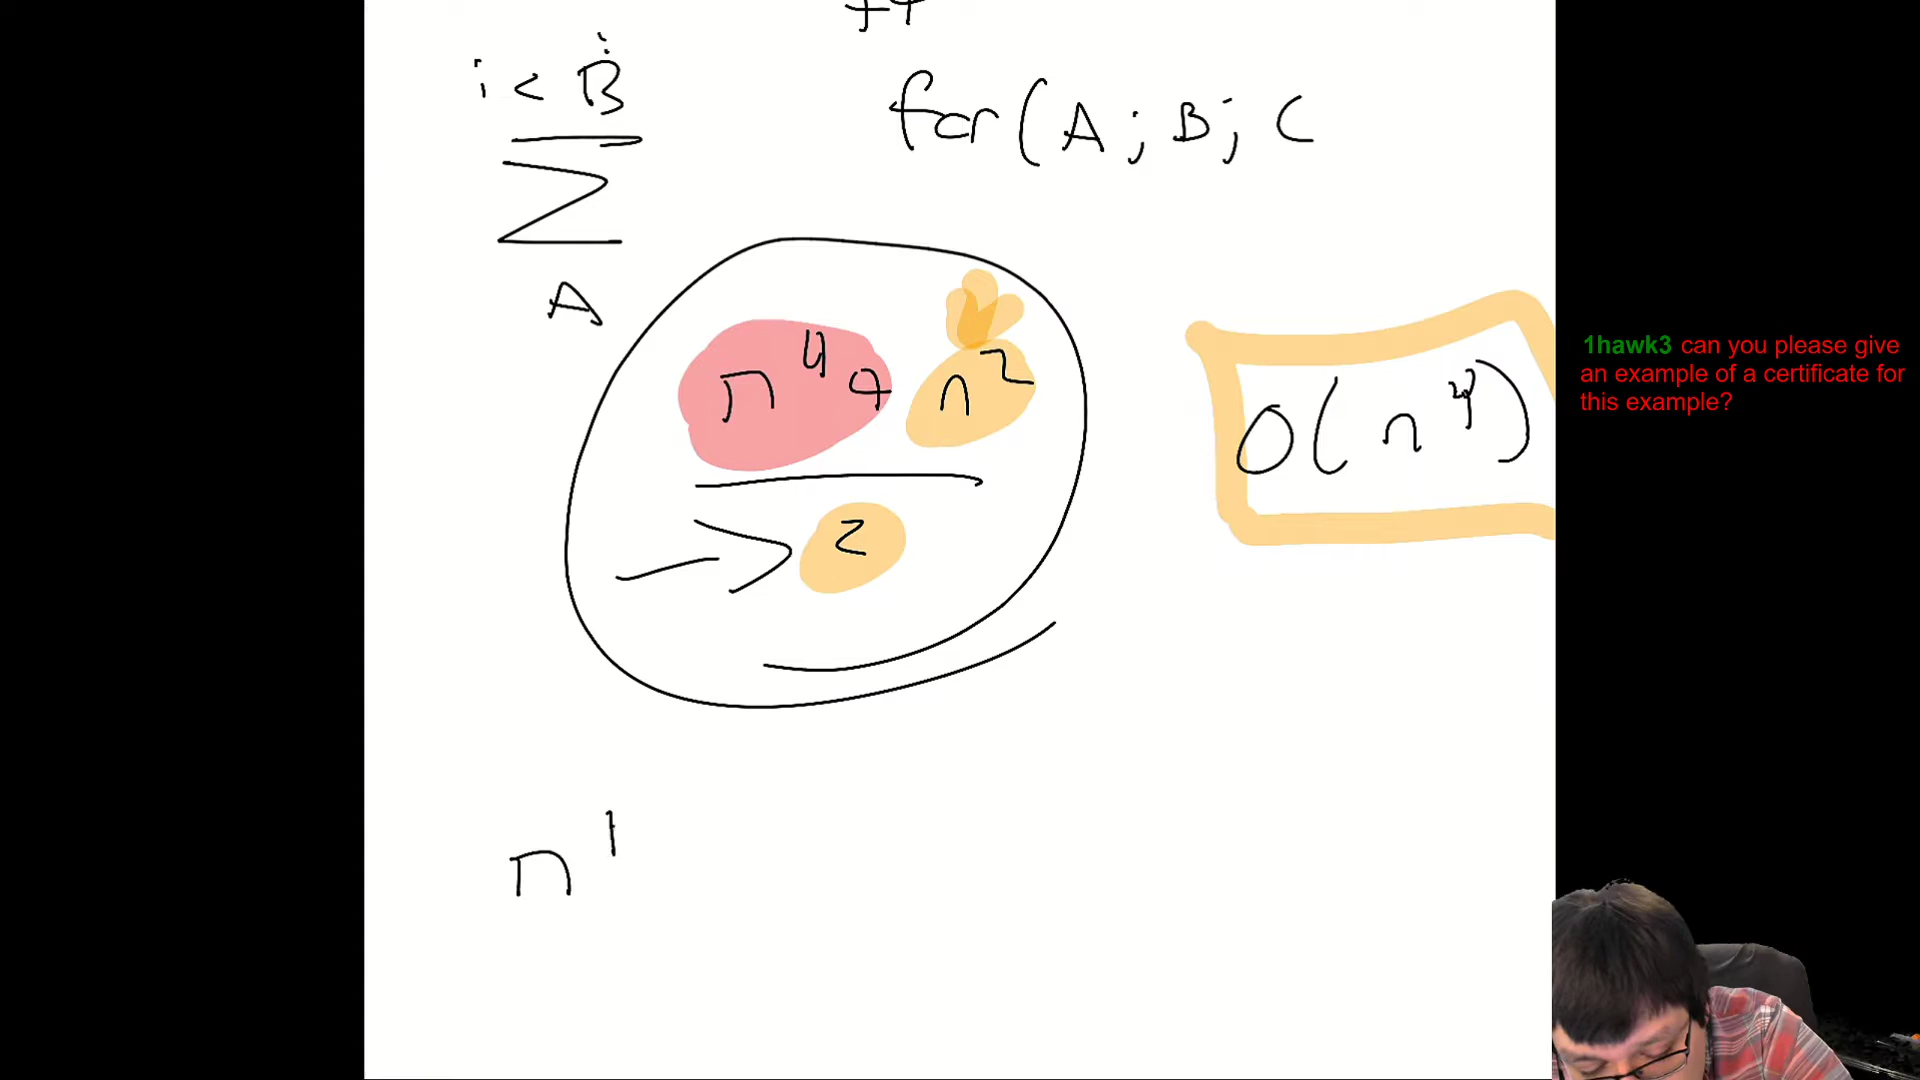 i < B
for (A; B; C
Σ
A
n⁴ + n²
2
O(n⁴)
n¹
1hawk3 can you please give
an example of a certificate for
this example?